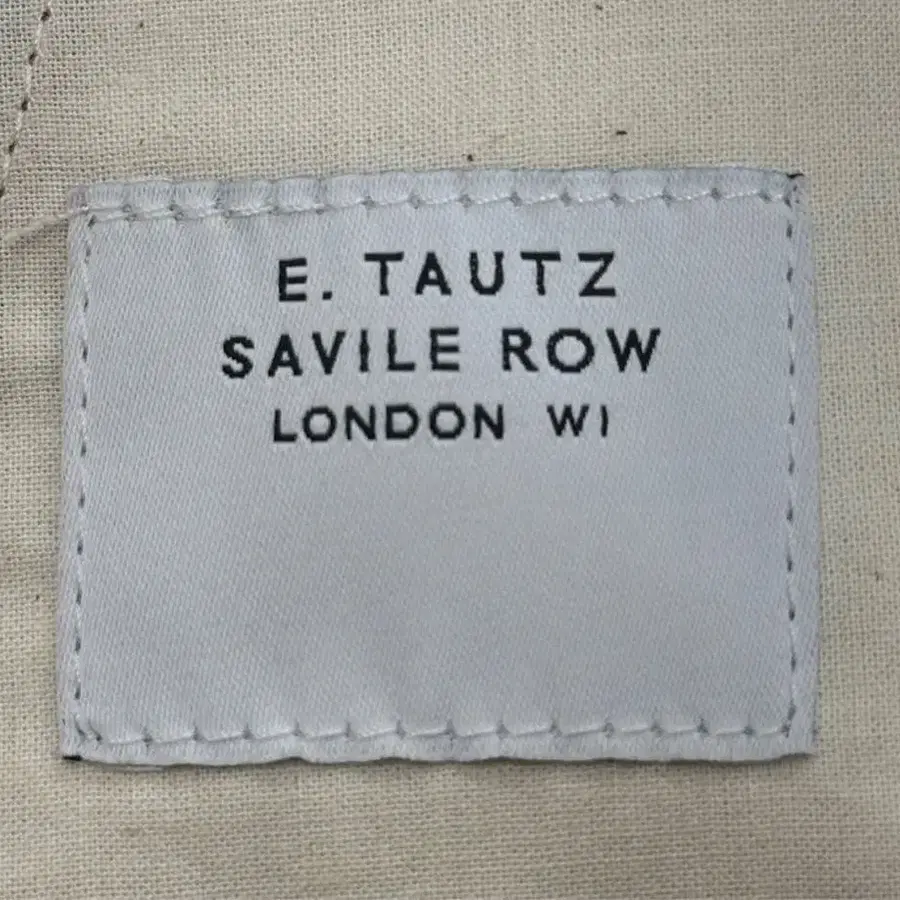 E. TAUTZ
SAVILE ROW
LONDON W1